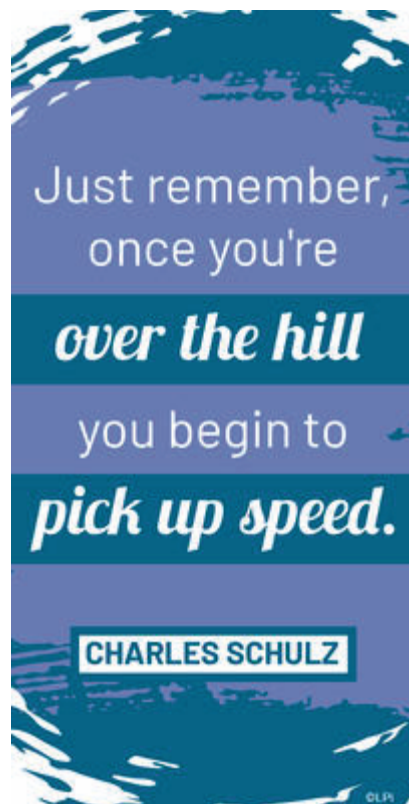 Just remember,
once you're
over the hill
you begin to
pick up speed.
CHARLES SCHULZ
©LPi